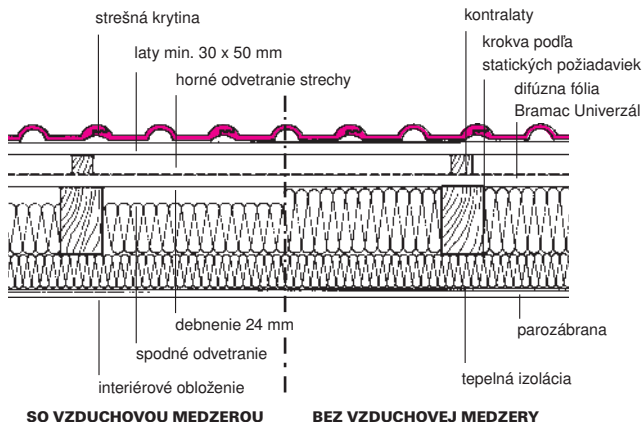 strešná krytina
laty min. 30 x 50 mm
horné odvetranie strechy
kontralaty
krokva podľa
statických požiadaviek
difúzna fólia
Bramac Univerzál
debnenie 24 mm
spodné odvetranie
interiérové obloženie
parozábrana
tepelná izolácia
SO VZDUCHOVOU MEDZEROU
BEZ VZDUCHOVEJ MEDZERY